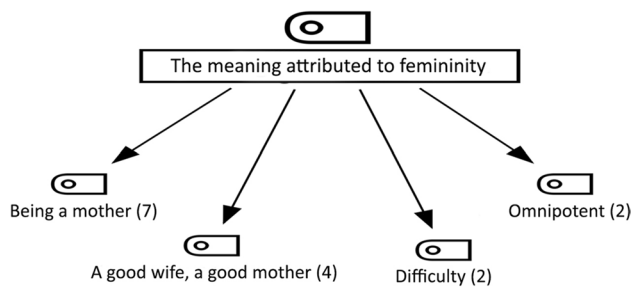 The meaning attributed to femininity
Being a mother (7)
Omnipotent (2)
A good wife, a good mother (4)
Difficulty (2)